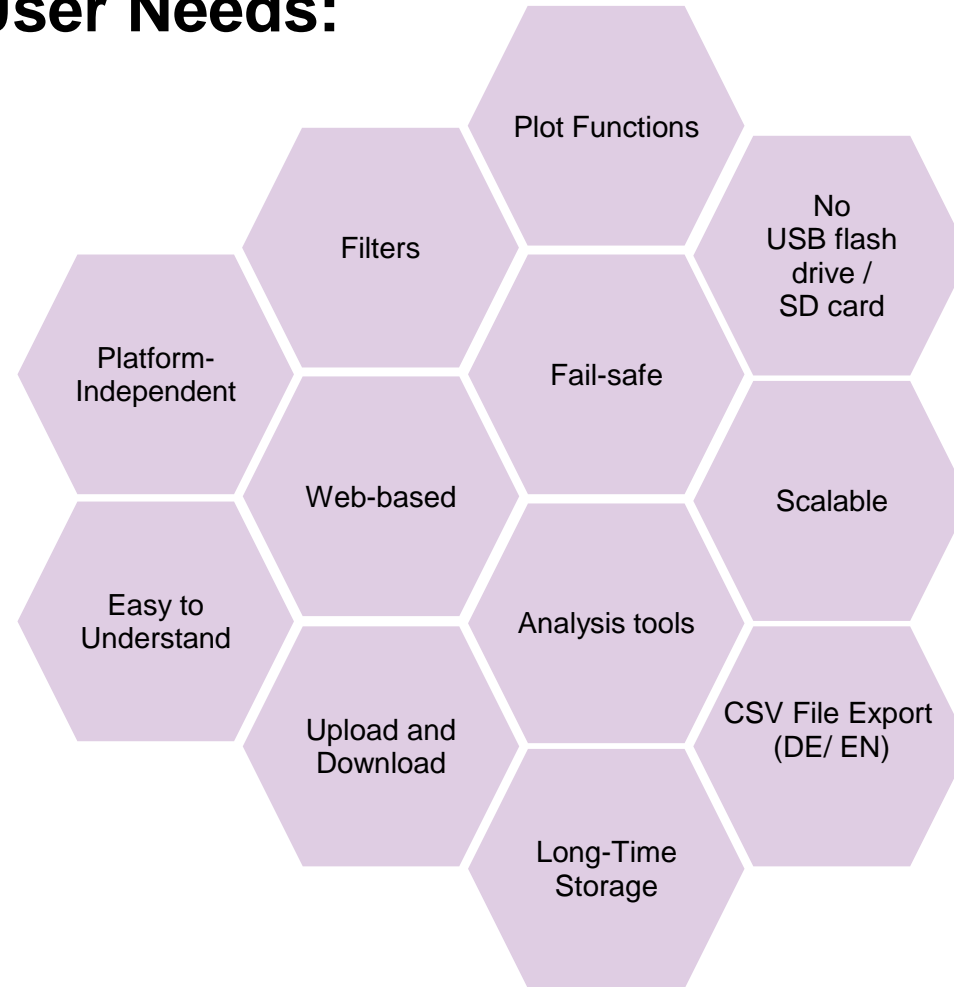 User Needs:
Plot Functions
No
USB flash
drive /
SD card
Filters
Platform-
Independent
Fail-safe
Web-based
Scalable
Easy to
Understand
Analysis tools
Upload and
Download
CSV File Export
(DE/ EN)
Long-Time
Storage